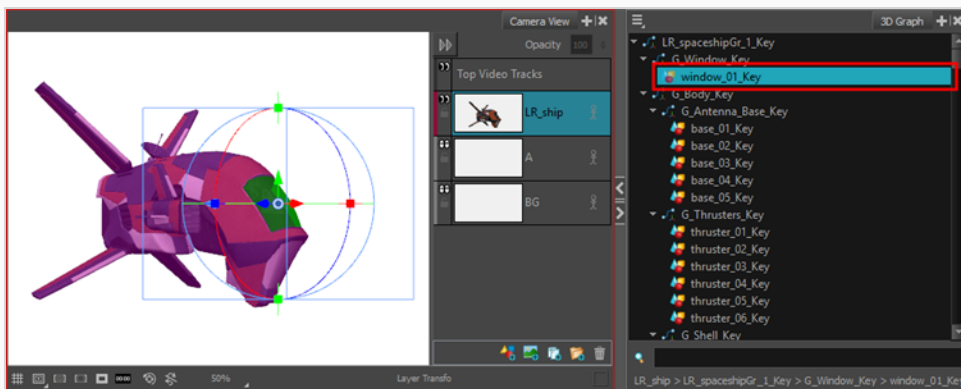 Camera View
Opacity 100
Top Video Tracks
LR_ship
A
BG
50%
Layer Transfo
3D Graph
LR_spaceshipGr_1_Key
G_Window_Key
window_01_Key
G_Body_Key
G_Antenna_Base_Key
base_01_Key
base_02_Key
base_03_Key
base_04_Key
base_05_Key
G_Thrusters_Key
thruster_01_Key
thruster_02_Key
thruster_03_Key
thruster_04_Key
thruster_05_Key
thruster_06_Key
G_Shell_Key
LR_ship > LR_spaceshipGr_1_Key > G_Window_Key > window_01_Key